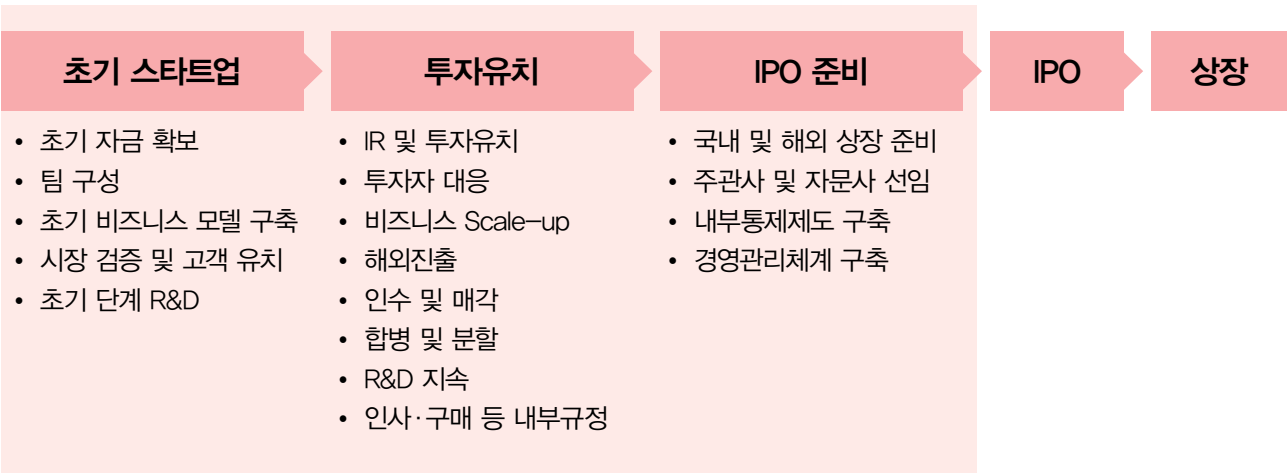 초기 스타트업
투자유치
IPO 준비
IPO
상장
• 초기 자금 확보
• 팀 구성
• 초기 비즈니스 모델 구축
• 시장 검증 및 고객 유치
• 초기 단계 R&D
• IR 및 투자유치
• 투자자 대응
• 비즈니스 Scale-up
• 해외진출
• 인수 및 매각
• 합병 및 분할
• R&D 지속
• 인사·구매 등 내부규정
• 국내 및 해외 상장 준비
• 주관사 및 자문사 선임
• 내부통제제도 구축
• 경영관리체계 구축